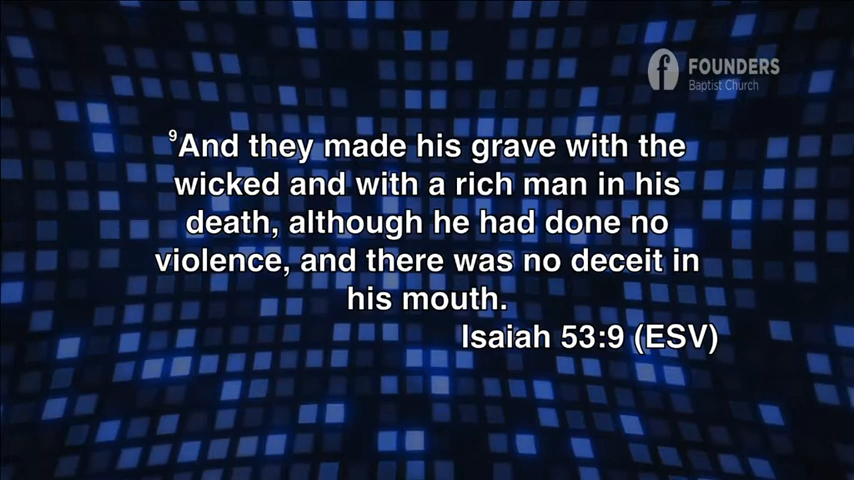 FOUNDERS
Baptist Church
⁹And they made his grave with the
wicked and with a rich man in his
death, although he had done no
violence, and there was no deceit in
his mouth.
Isaiah 53:9 (ESV)